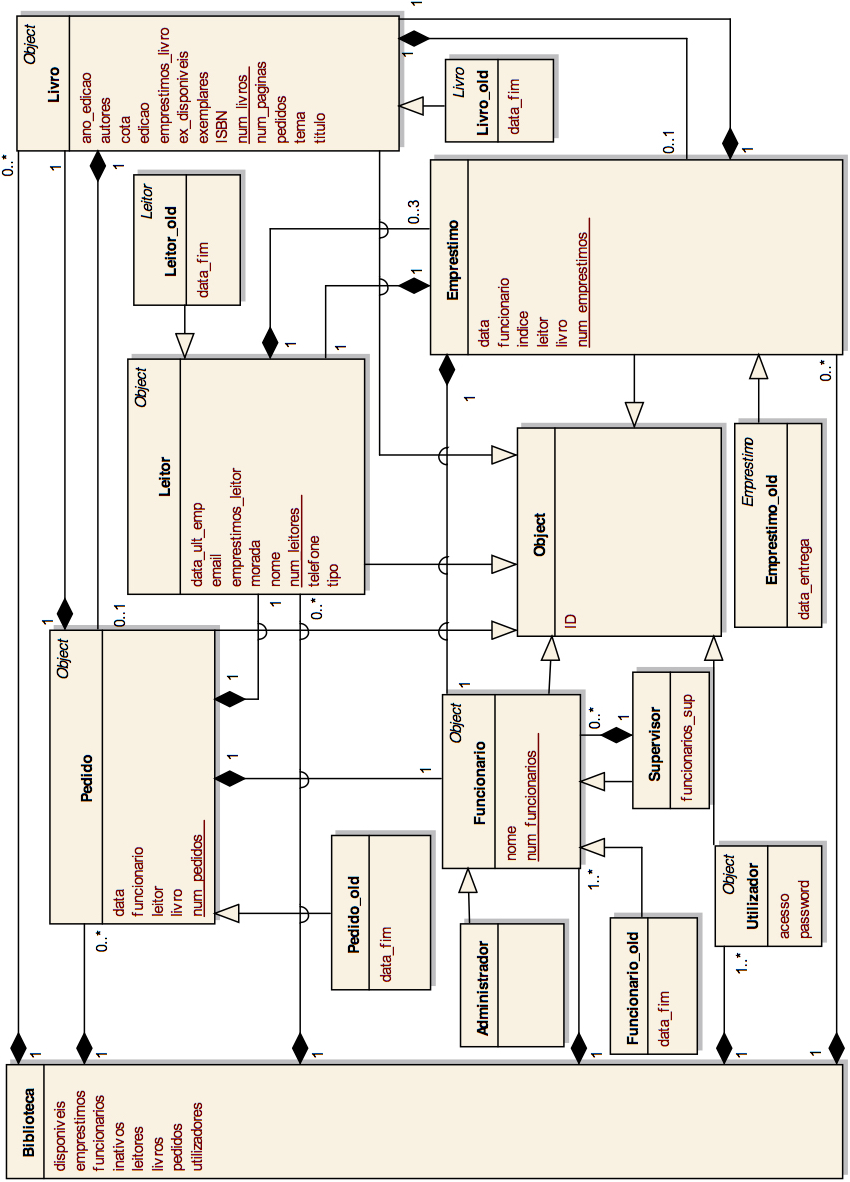 Biblioteca
disponiveis
emprestimos
funcionarios
inativos
leitores
livros
pedidos
utilizadores
1
1
1
1
1
1
Object
Pedido
data
funcionario
leitor
livro
num_pedidos
0..*
1
0..1
1
1
Pedido_old
data_fim
Object
Leitor
data_ult_emp
email
emprestimos_leitor
morada
nome
num_leitores
telefone
tipo
1
0..*
1
1
Leitor
Leitor_old
data_fim
Object
Livro
ano_edicao
autores
cota
edicao
emprestimos_livro
ex_disponiveis
exemplares
ISBN
num_livros
num_paginas
pedidos
tema
titulo
0..*
1
1
1
1
Livro
Livro_old
data_fim
Emprestimo
data
funcionario
indice
leitor
livro
num_emprestimos
0..3
1
0..1
1
1
0..*
Emprestimo
Emprestimo_old
data_entrega
Object
ID
Object
Funcionario
nome
num_funcionarios
1
1
0..*
1..*
Administrador
Funcionario_old
data_fim
Supervisor
funcionarios_sup
1
Object
Utilizador
acesso
password
1..*